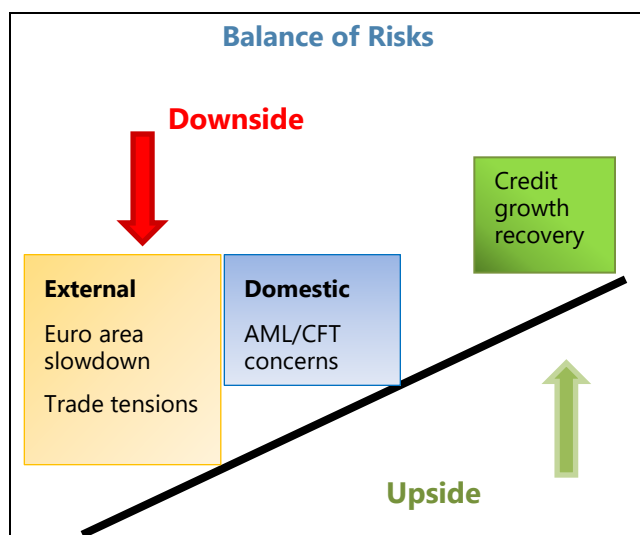 Balance of Risks
Downside
External
Euro area
slowdown
Trade tensions
Domestic
AML/CFT
concerns
Credit
growth
recovery
Upside